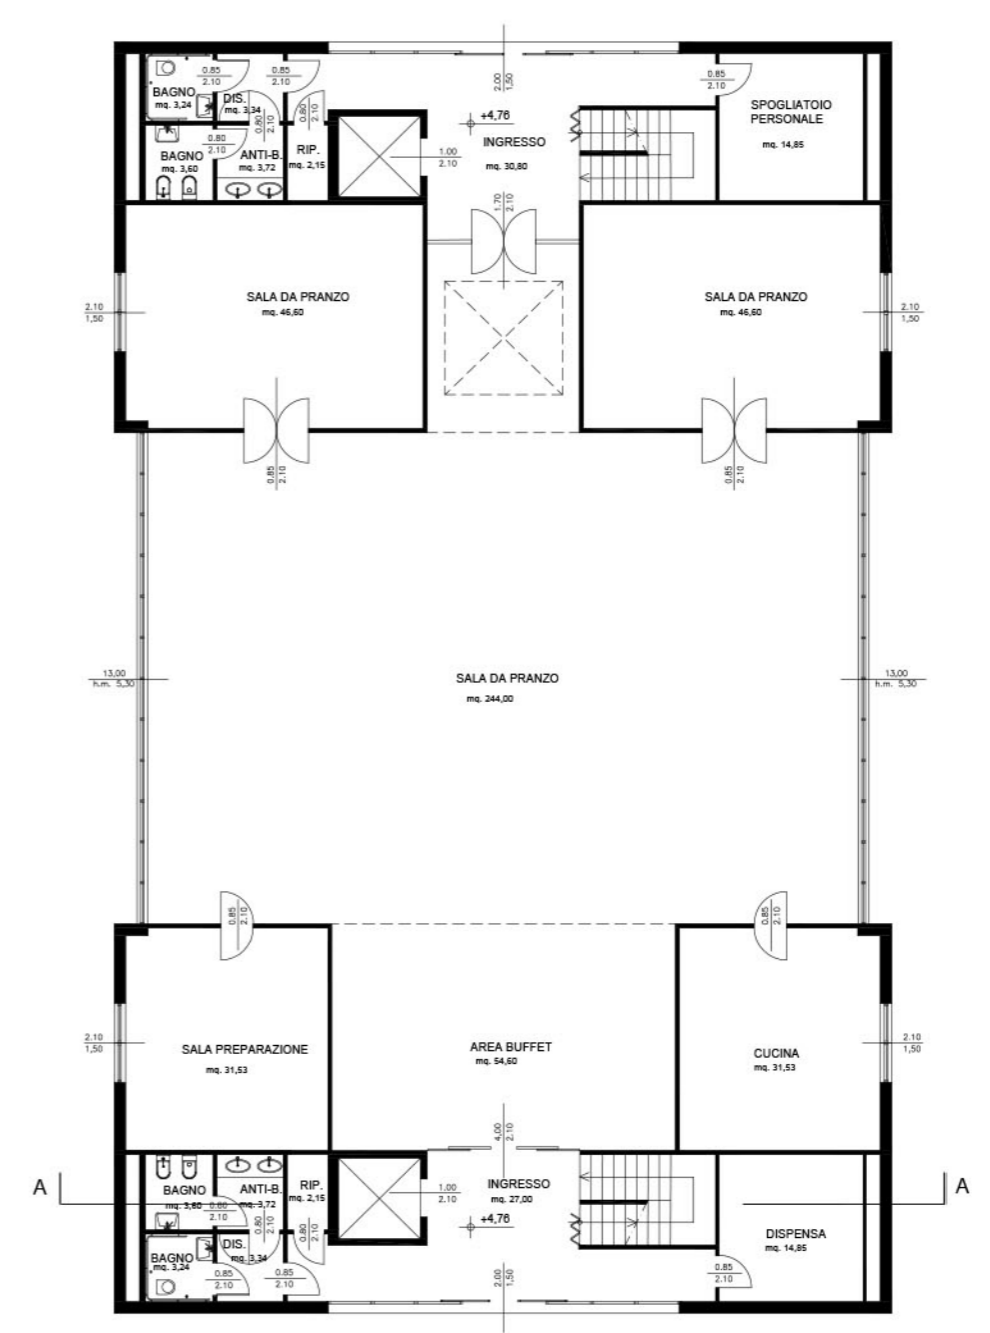 0.85
2.10
0.85
2.10
BAGNO
mq. 3,24
DIS.
mq. 3,34
0.80
2.10
0.80
2.10
0.80
2.10
BAGNO
mq. 3,60
ANTI-B.
mq. 3,72
RIP.
mq. 2,15
1.00
2.10
2.00
1,50
+4,76
INGRESSO
mq. 30,80
1.70
2.10
0.85
2.10
SPOGLIATOIO
PERSONALE
mq. 14,85
2.10
1,50
SALA DA PRANZO
mq. 46,60
SALA DA PRANZO
mq. 46,60
2.10
1,50
0.85
2.10
0.85
2.10
13,00
h.m. 5,30
SALA DA PRANZO
mq. 244,00
13,00
h.m. 5,30
0.85
2.10
0.85
2.10
2.10
1,50
SALA PREPARAZIONE
mq. 31,53
AREA BUFFET
mq. 54,60
CUCINA
mq. 31,53
2.10
1,50
4,00
2.10
A
BAGNO
mq. 3,60
ANTI-B.
mq. 3,72
RIP.
mq. 2,15
1.00
2.10
INGRESSO
mq. 27,00
+4,76
A
2.10
0.80
2.10
0.80
2.10
DIS.
mq. 3,34
BAGNO
mq. 3,24
0.85
2.10
0.85
2.10
2.00
1,50
DISPENSA
mq. 14,85
0.85
2.10